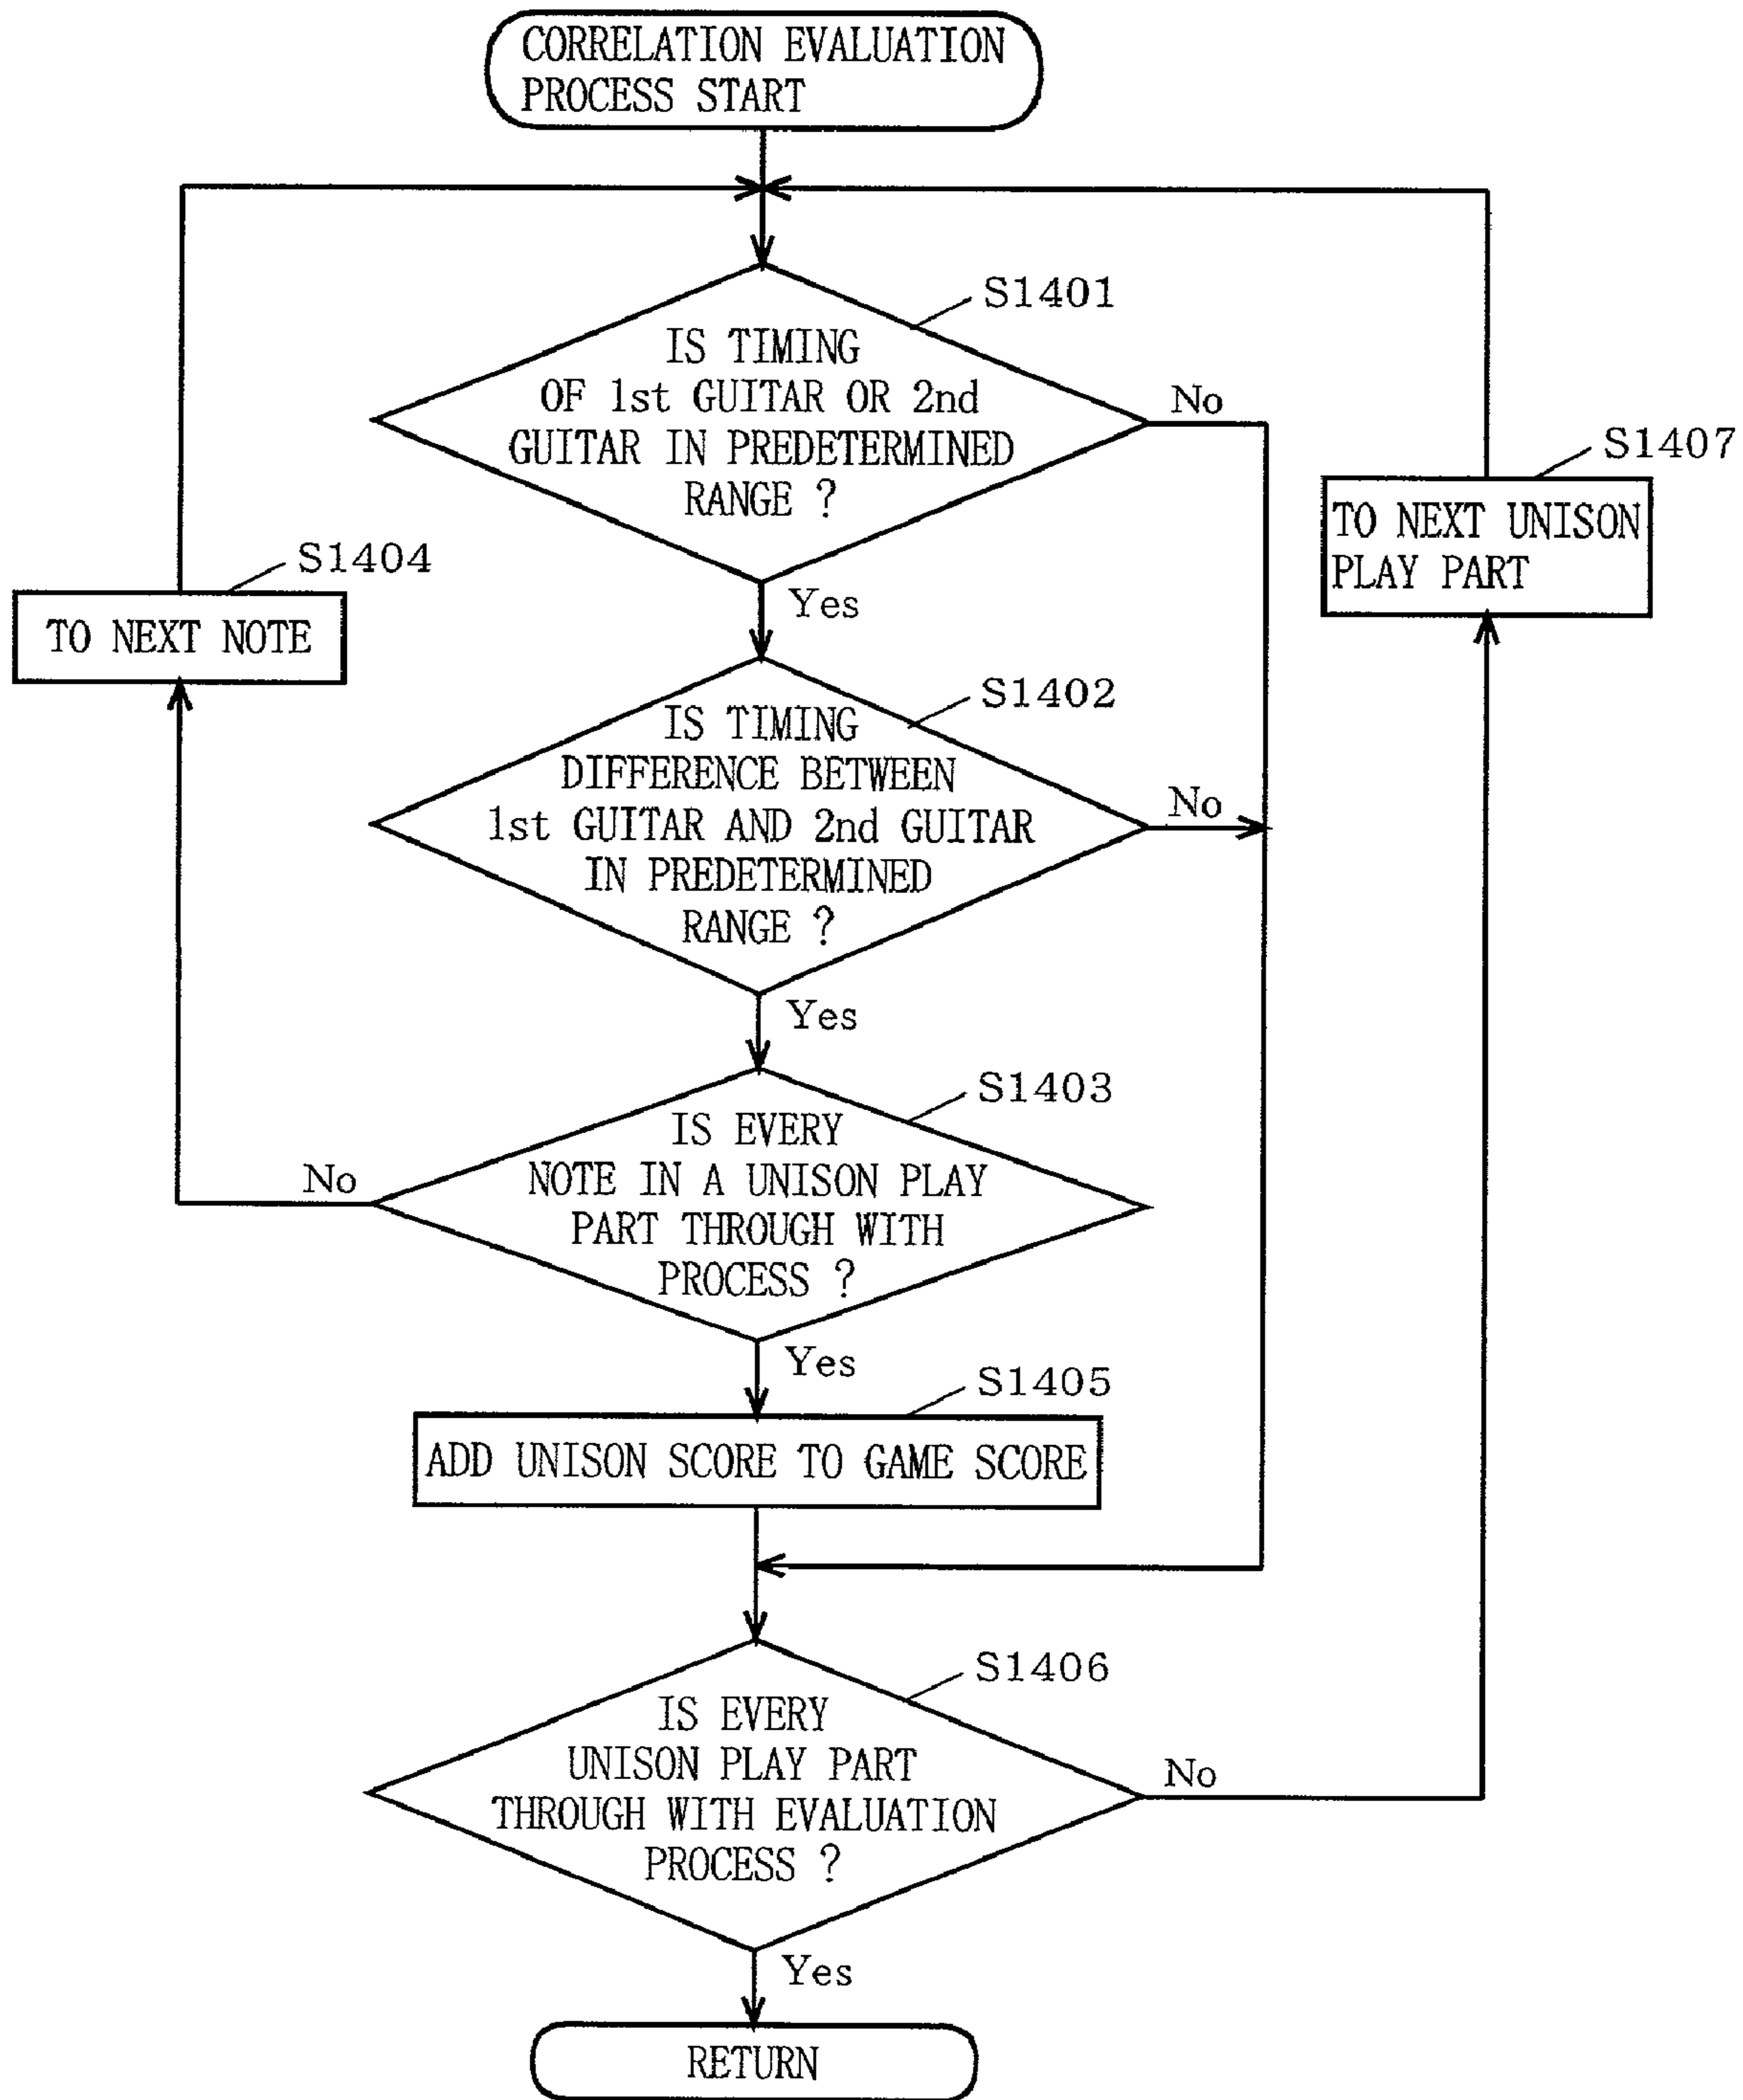 CORRELATION EVALUATION
PROCESS START
S1401
IS TIMING
OF 1st GUITAR OR 2nd
GUITAR IN PREDETERMINED
RANGE ?
No
Yes
S1407
TO NEXT UNISON
PLAY PART
S1404
TO NEXT NOTE
S1402
IS TIMING
DIFFERENCE BETWEEN
1st GUITAR AND 2nd GUITAR
IN PREDETERMINED
RANGE ?
No
Yes
S1403
IS EVERY
NOTE IN A UNISON PLAY
PART THROUGH WITH
PROCESS ?
No
Yes
S1405
ADD UNISON SCORE TO GAME SCORE
S1406
IS EVERY
UNISON PLAY PART
THROUGH WITH EVALUATION
PROCESS ?
No
Yes
RETURN